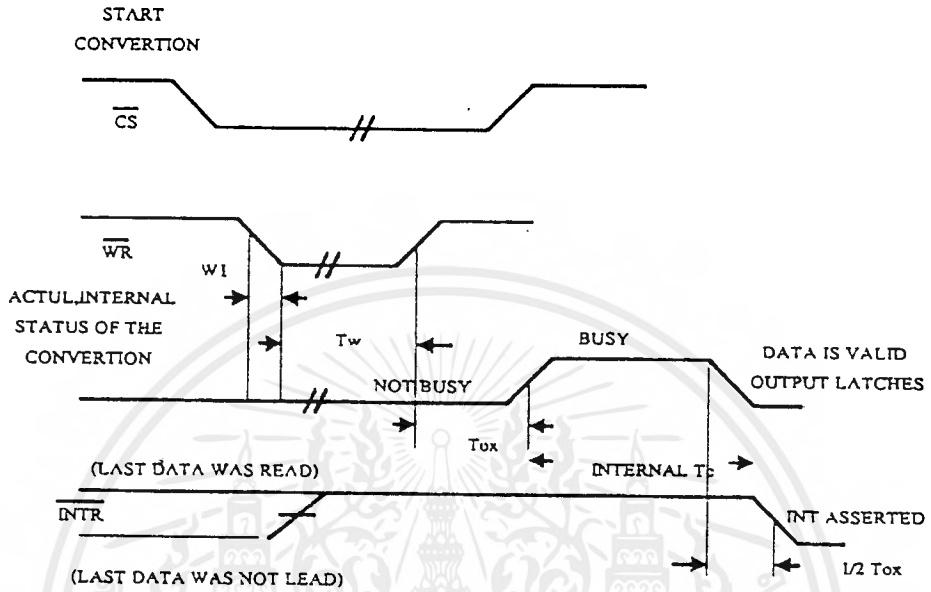 START
CONVERTION
CS
WR
W1
ACTUL,INTERNAL
STATUS OF THE
CONVERTION
Tw
BUSY
NOT BUSY
DATA IS VALID
OUTPUT LATCHES
Tox
INTERNAL Tc
(LAST DATA WAS READ)
INTR
INT ASSERTED
1/2 Tox
(LAST DATA WAS NOT LEAD)